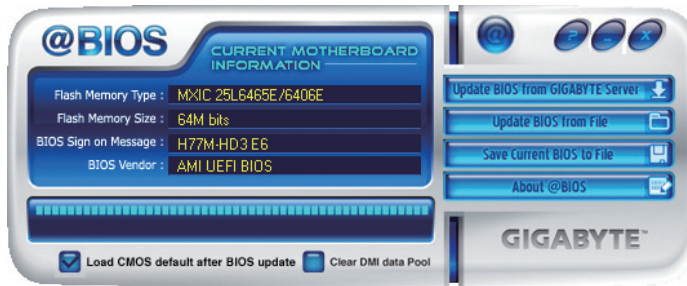 @BIOS
CURRENT MOTHERBOARD
INFORMATION
Flash Memory Type : MXIC 25L6465E/6406E
Flash Memory Size : 64M bits
BIOS Sign on Message : H77M-HD3 E6
BIOS Vendor : AMI UEFI BIOS
Load CMOS default after BIOS update Clear DMI data Pool
@ ? - X
Update BIOS from GIGABYTE Server
Update BIOS from File
Save Current BIOS to File
About @BIOS
GIGABYTE™